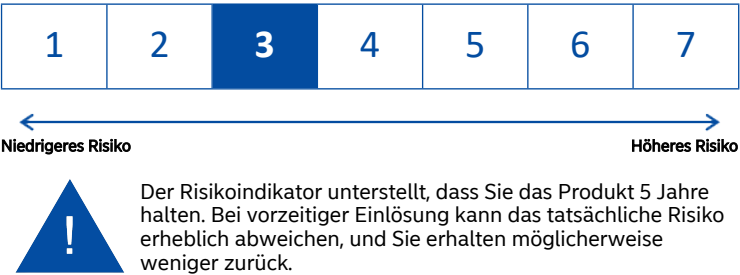 1 2 3 4 5 6 7
Niedrigeres Risiko Höheres Risiko
!
Der Risikoindikator unterstellt, dass Sie das Produkt 5 Jahre
halten. Bei vorzeitiger Einlösung kann das tatsächliche Risiko
erheblich abweichen, und Sie erhalten möglicherweise
weniger zurück.